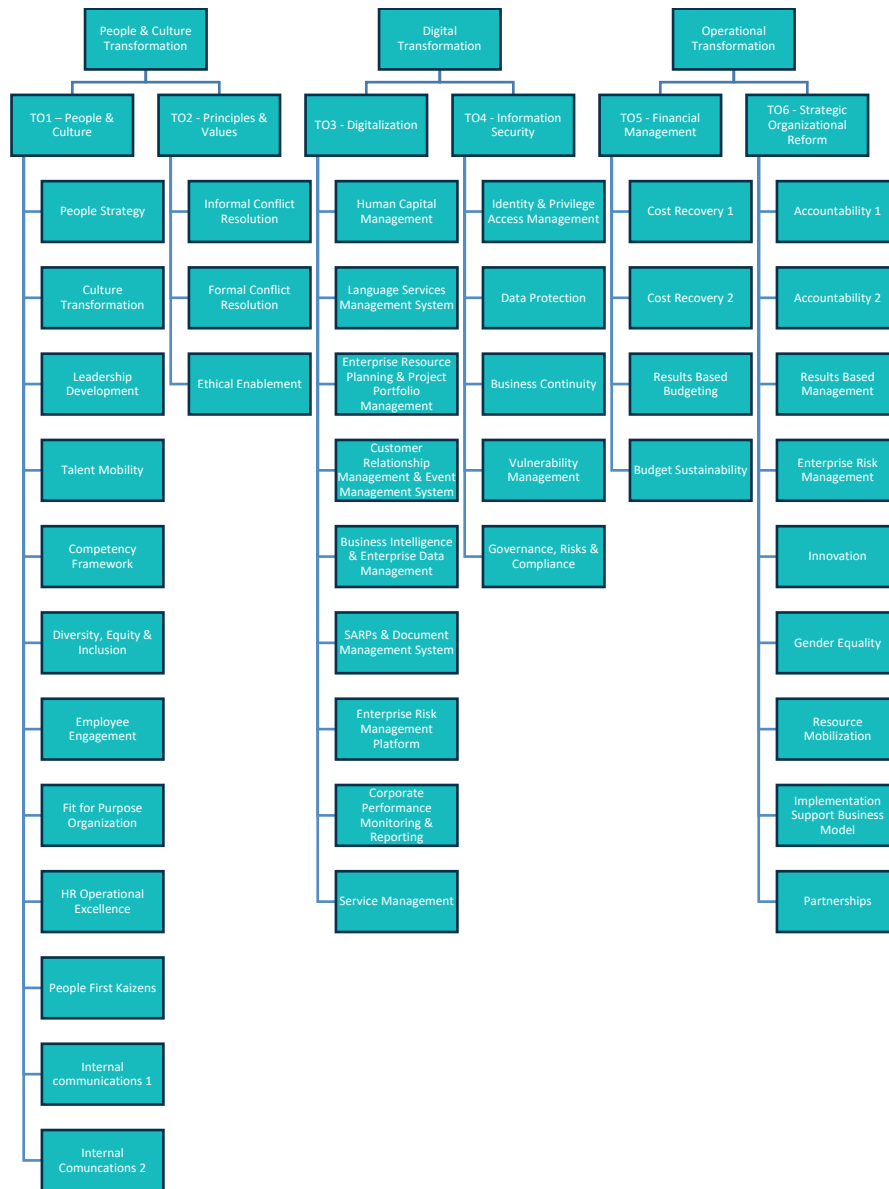 People & Culture
Transformation
Digital
Transformation
Operational
Transformation
TO1 – People &
Culture
TO2 - Principles &
Values
TO3 - Digitalization
TO4 - Information
Security
TO5 - Financial
Management
TO6 - Strategic
Organizational
Reform
People Strategy
Culture
Transformation
Leadership
Development
Talent Mobility
Competency
Framework
Diversity, Equity &
Inclusion
Employee
Engagement
Fit for Purpose
Organization
HR Operational
Excellence
People First Kaizens
Internal
communications 1
Internal
Comuncations 2
Informal Conflict
Resolution
Formal Conflict
Resolution
Ethical Enablement
Human Capital
Management
Language Services
Management System
Enterprise Resource
Planning & Project
Portfolio
Management
Customer
Relationship
Management & Event
Management System
Business Intelligence
& Enterprise Data
Management
SARPs & Document
Management System
Enterprise Risk
Management
Platform
Corporate
Performance
Monitoring &
Reporting
Service Management
Identity & Privilege
Access Management
Data Protection
Business Continuity
Vulnerability
Management
Governance, Risks &
Compliance
Cost Recovery 1
Cost Recovery 2
Results Based
Budgeting
Budget Sustainability
Accountability 1
Accountability 2
Results Based
Management
Enterprise Risk
Management
Innovation
Gender Equality
Resource
Mobilization
Implementation
Support Business
Model
Partnerships